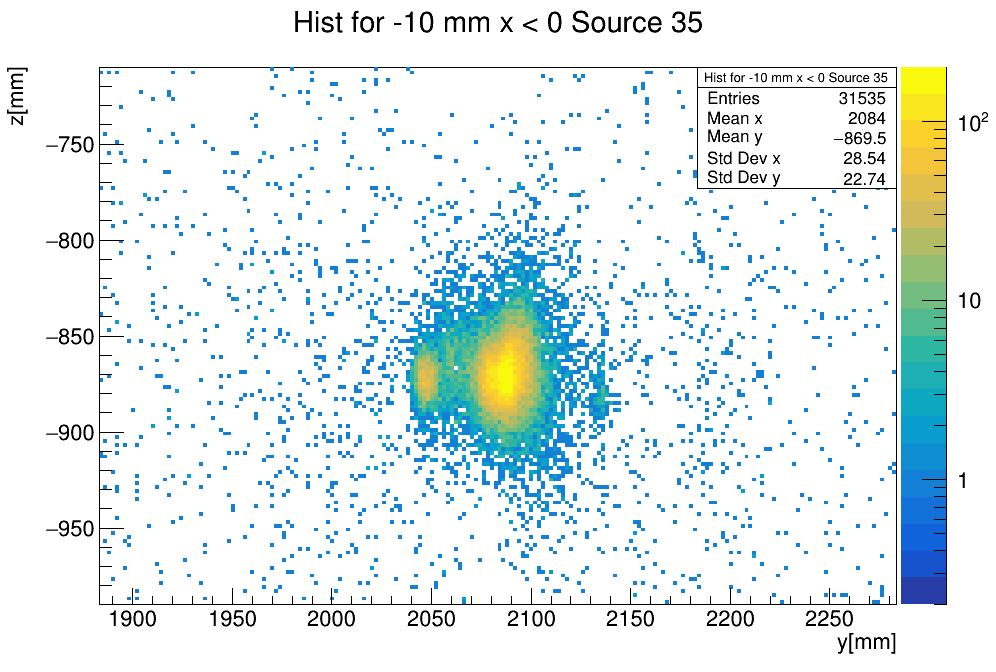 Hist for -10 mm x < 0 Source 35
z[mm]
Hist for -10 mm x < 0 Source 35
Entries 31535
Mean x 2084
Mean y −869.5
Std Dev x 28.54
Std Dev y 22.74
10²
10
1
−750
−800
−850
−900
−950
1900 1950 2000 2050 2100 2150 2200 2250
y[mm]